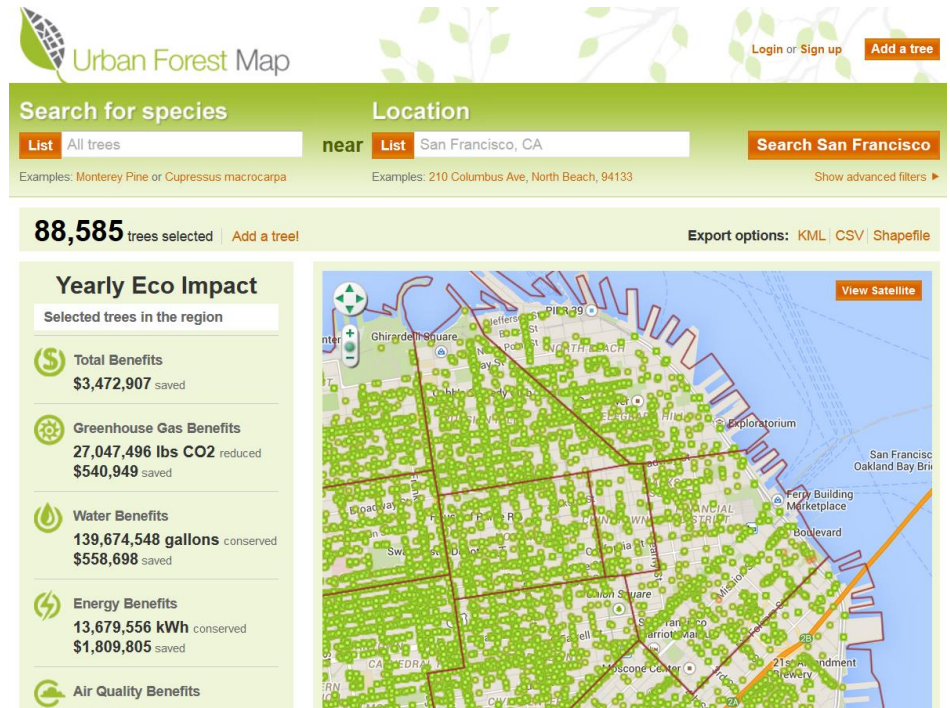 Urban Forest Map
Login or Sign up
Add a tree
Search for species
Location
List All trees near List San Francisco, CA
Search San Francisco
Examples: Monterey Pine or Cupressus macrocarpa
Examples: 210 Columbus Ave, North Beach, 94133
Show advanced filters
88,585 trees selected Add a tree!
Export options: KML CSV Shapefile
Yearly Eco Impact
Selected trees in the region
Total Benefits
$3,472,907 saved
Greenhouse Gas Benefits
27,047,496 lbs CO2 reduced
$540,949 saved
Water Benefits
139,674,548 gallons conserved
$558,698 saved
Energy Benefits
13,679,556 kWh conserved
$1,809,805 saved
Air Quality Benefits
View Satellite
Ghirardelli Square
NORTH BEACH
Exploratorium
San Francisc
Oakland Bay Bri
Ferry Building
Marketplace
Boulevard
Union Square
Moscone Center
2B
2A